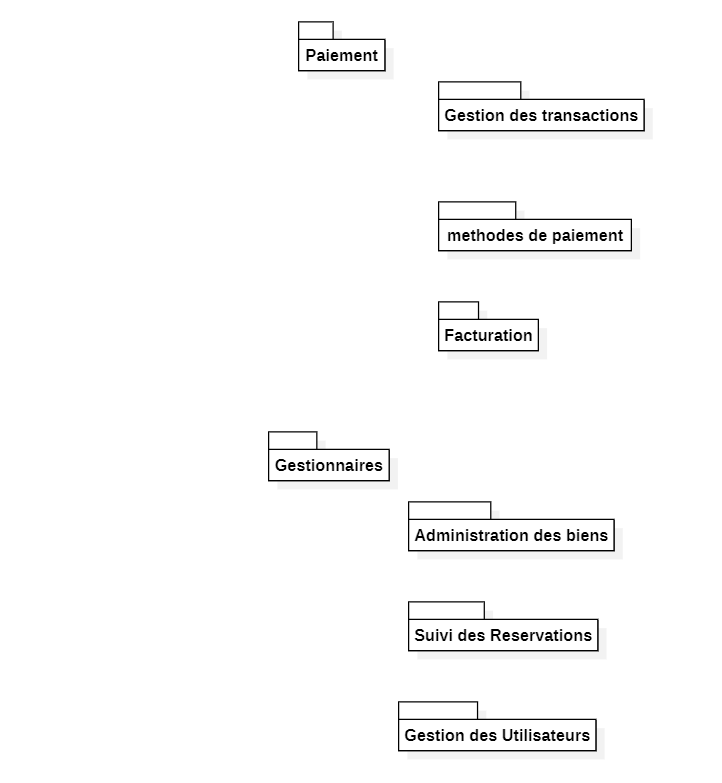 Paiement
Gestion des transactions
methodes de paiement
Facturation
Gestionnaires
Administration des biens
Suivi des Reservations
Gestion des Utilisateurs